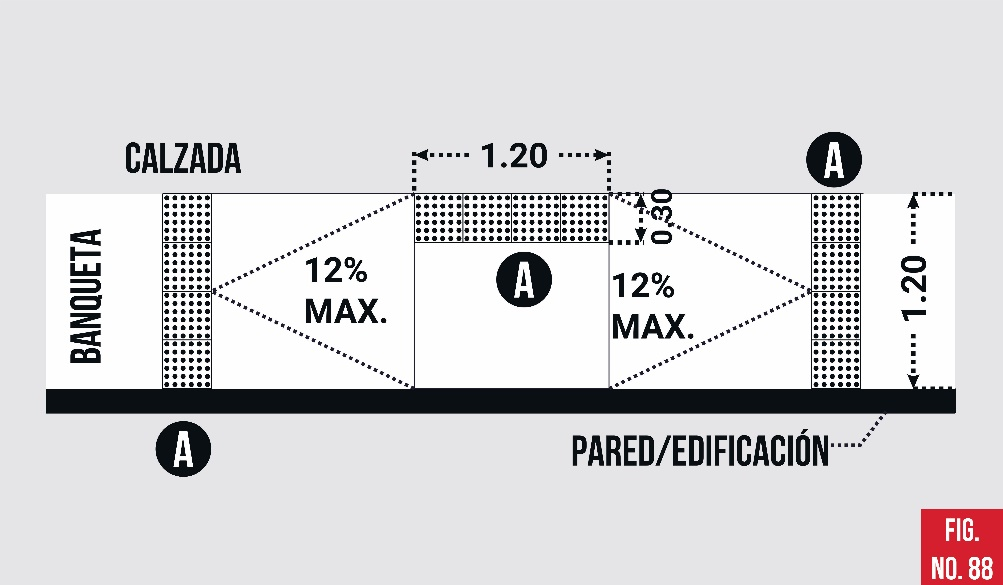 CALZADA
1.20
A
0.30
BANQUETA
12%
MAX.
A
12%
MAX.
1.20
A
PARED/EDIFICACIÓN
FIG.
NO. 88